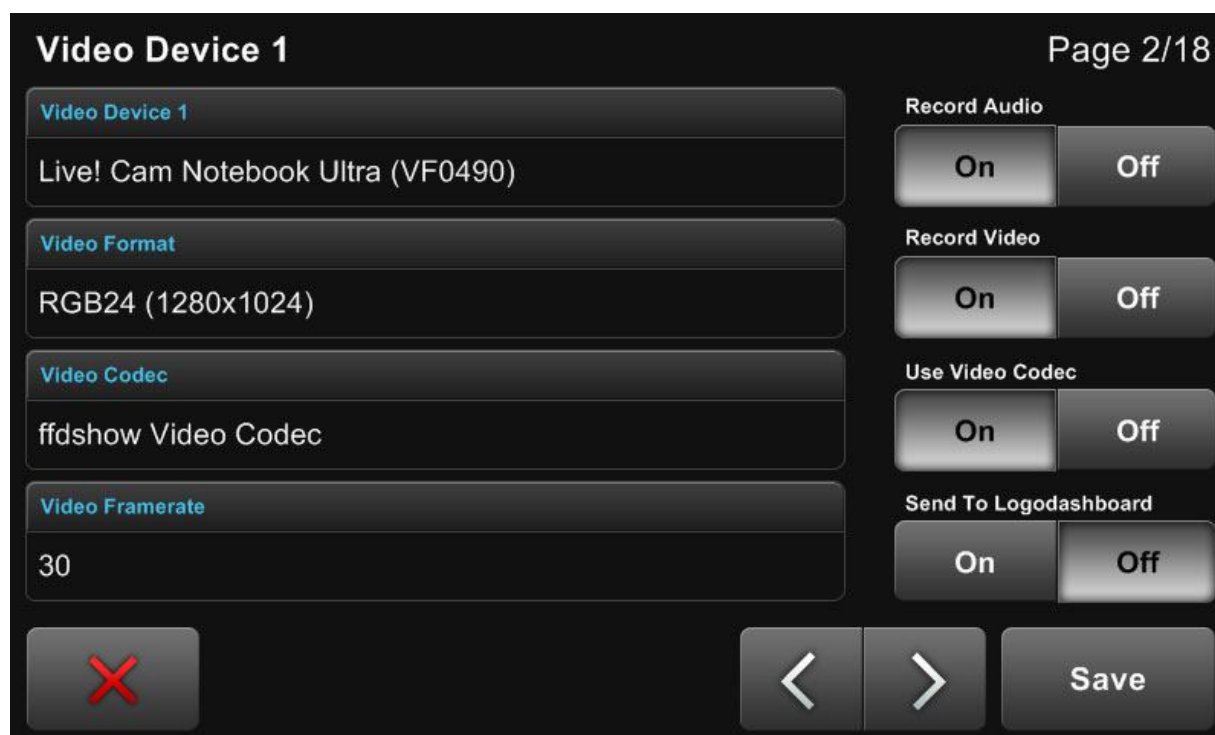 Video Device 1
Page 2/18
Video Device 1
Live! Cam Notebook Ultra (VF0490)
Video Format
RGB24 (1280x1024)
Video Codec
ffdshow Video Codec
Video Framerate
30
Record Audio
On Off
Record Video
On Off
Use Video Codec
On Off
Send To Logodashboard
On Off
Save